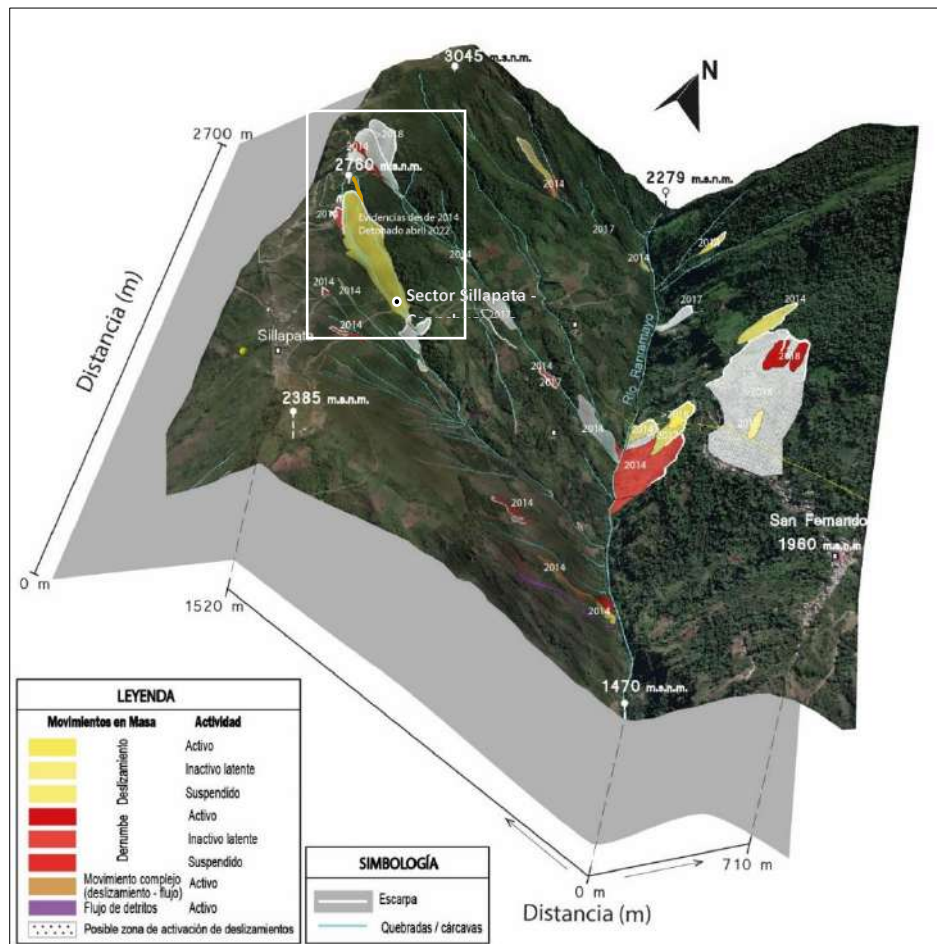 3045 m.s.n.m.
N
2700 m
2018
2014
2760 m.s.n.m.
2279 m.s.n.m.
2014
2014
Evidencias desde 2014
Detonado abril 2022
2017
2014
2014
2014
Sector Sillapata -
2014
2014
2017
2014
2017
Río Ranramayo
Distancia (m)
Sillapata
2014
2014
2017
2018
2385 m.s.n.m.
2014
2014
2014
2014
San Fernando
1980 m.s.n.m
2014
0 m
1520 m
2014
2014
1470 m.s.n.m.
710 m
0 m
Distancia (m)
LEYENDA
Movimientos en Masa Actividad
Deslizamiento
Activo
Inactivo latente
Suspendido
Derrumbe
Activo
Inactivo latente
Suspendido
Movimiento complejo
(deslizamiento - flujo) Activo
Flujo de detritos Activo
Posible zona de activación de deslizamientos
SIMBOLOGÍA
Escarpa
Quebradas / cárcavas